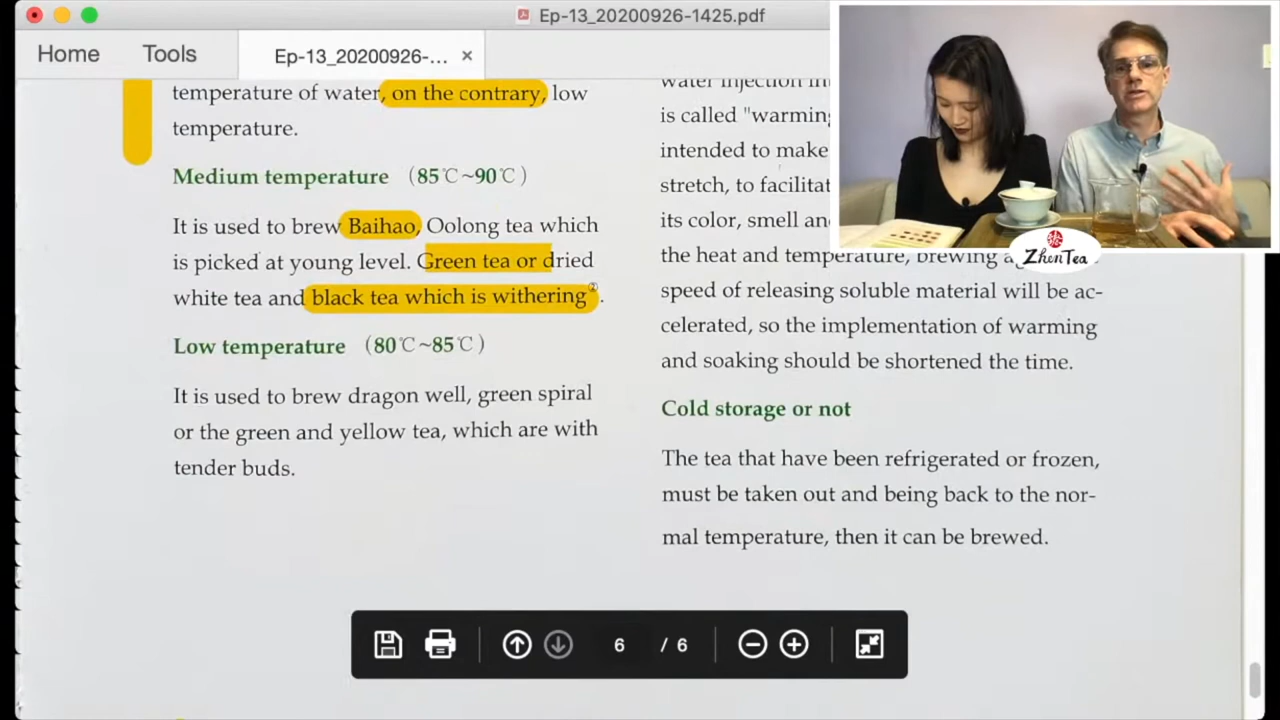 Ep-13_20200926-1425.pdf
Home
Tools
Ep-13_20200926-...
temperature of water, on the contrary, low
temperature.
Medium temperature (85℃~90℃)
It is used to brew Baihao, Oolong tea which
is picked at young level. Green tea or dried
white tea and black tea which is withering②.
Low temperature (80℃~85℃)
It is used to brew dragon well, green spiral
or the green and yellow tea, which are with
tender buds.
water injection in
is called "warming
intended to make
stretch, to facilitat
its color, smell an
the heat and temperature, brewing ag
speed of releasing soluble material will be ac-
celerated, so the implementation of warming
and soaking should be shortened the time.
Cold storage or not
The tea that have been refrigerated or frozen,
must be taken out and being back to the nor-
mal temperature, then it can be brewed.
ZhenTea
6 / 6